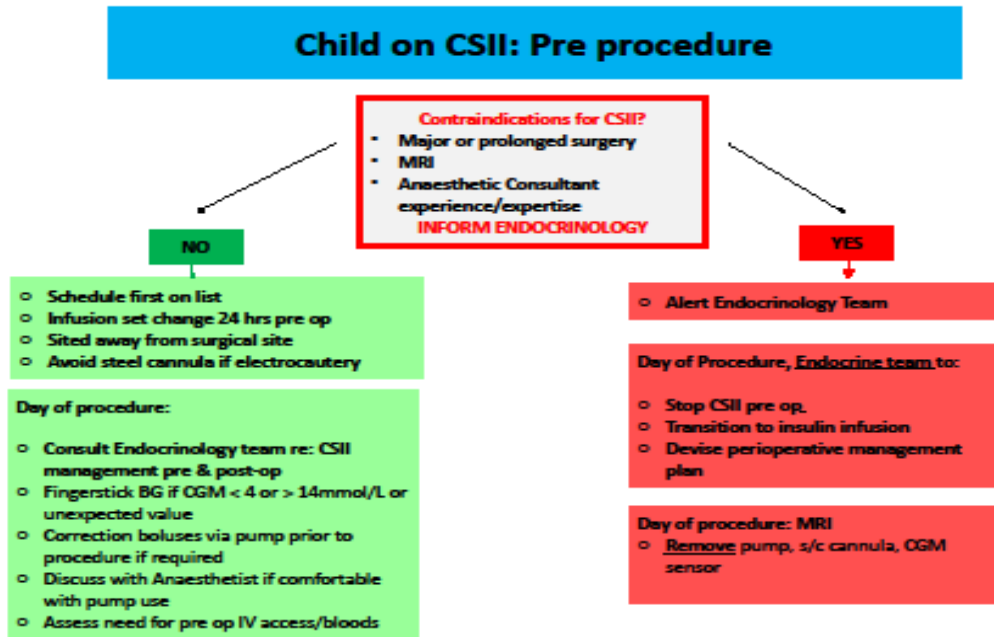 Child on CSII: Pre procedure
Contraindications for CSII?
· Major or prolonged surgery
· MRI
· Anaesthetic Consultant
experience/expertise
INFORM ENDOCRINOLOGY
NO
○ Schedule first on list
○ Infusion set change 24 hrs pre op
○ Sited away from surgical site
○ Avoid steel cannula if electrocautery
Day of procedure:
○ Consult Endocrinology team re: CSII
management pre & post-op
○ Fingerstick BG if CGM < 4 or > 14mmol/L or
unexpected value
○ Correction boluses via pump prior to
procedure if required
○ Discuss with Anaesthetist if comfortable
with pump use
○ Assess need for pre op IV access/bloods
YES
○ Alert Endocrinology Team
Day of Procedure, Endocrine team to:
○ Stop CSII pre op.
○ Transition to insulin infusion
○ Devise perioperative management
plan
Day of procedure: MRI
○ Remove pump, s/c cannula, CGM
sensor